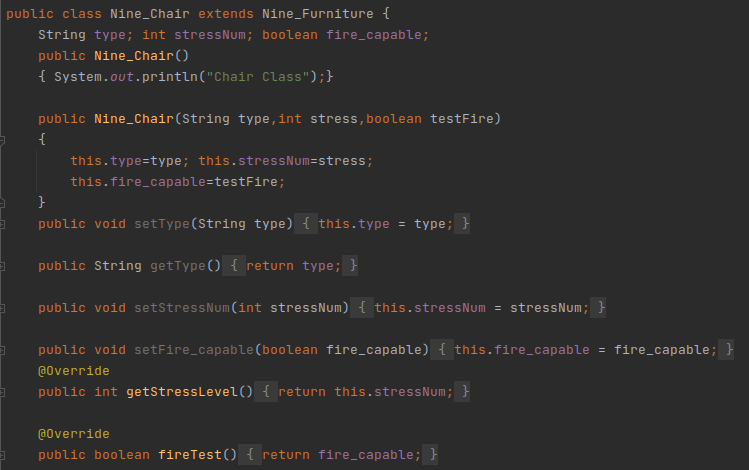 public class Nine_Chair extends Nine_Furniture {
String type; int stressNum; boolean fire_capable;
public Nine_Chair()
{ System.out.println("Chair Class");}
public Nine_Chair(String type,int stress,boolean testFire)
{
this.type=type; this.stressNum=stress;
this.fire_capable=testFire;
}
public void setType(String type) { this.type = type; }
public String getType() { return type; }
public void setStressNum(int stressNum) { this.stressNum = stressNum; }
public void setFire_capable(boolean fire_capable) { this.fire_capable = fire_capable; }
@Override
public int getStressLevel() { return this.stressNum; }
@Override
public boolean fireTest() { return fire_capable; }